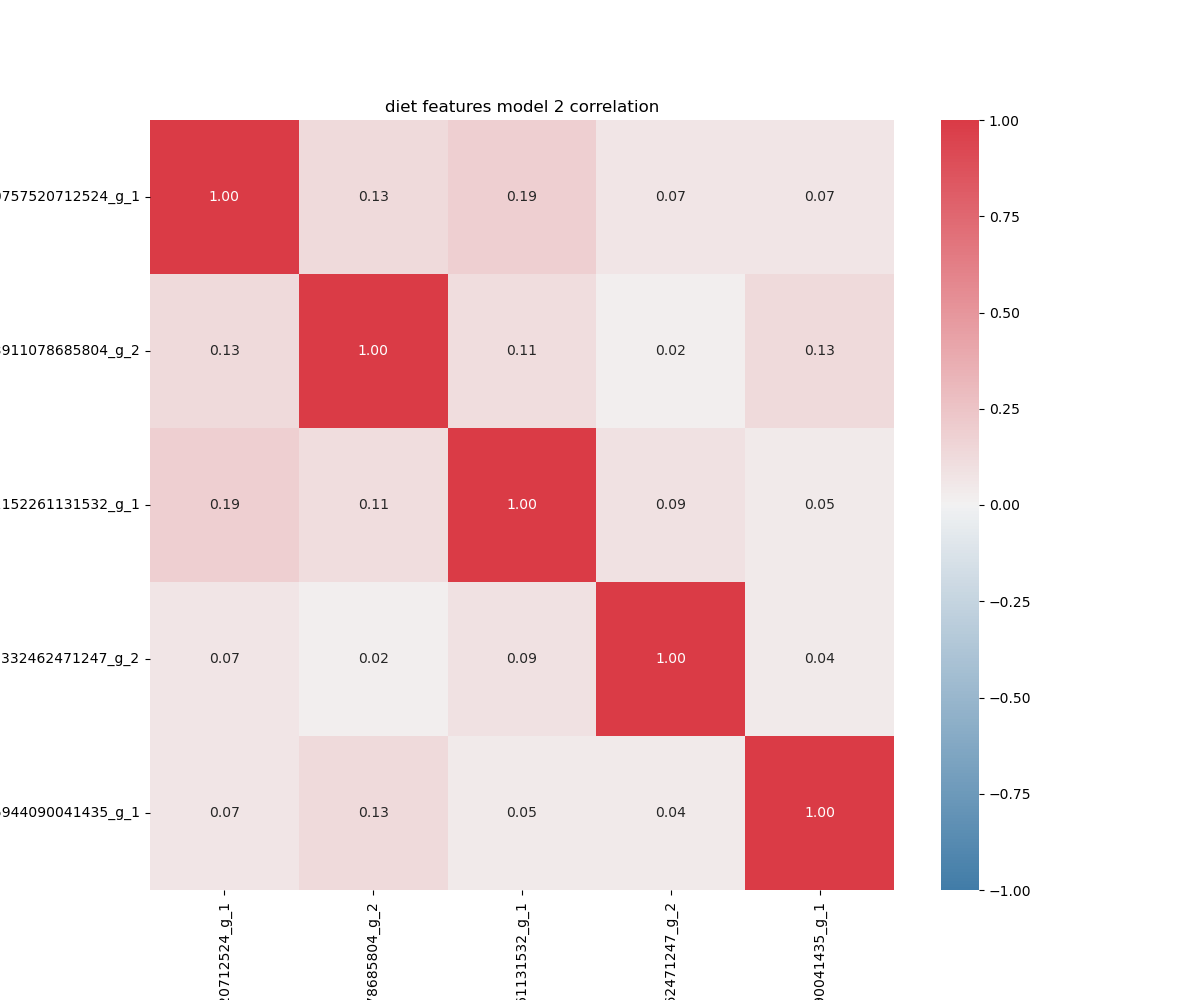 diet features model 2 correlation
757520712524_g_1
1.00 0.13 0.19 0.07 0.07
911078685804_g_2
0.13 1.00 0.11 0.02 0.13
152261131532_g_1
0.19 0.11 1.00 0.09 0.05
332462471247_g_2
0.07 0.02 0.09 1.00 0.04
944090041435_g_1
0.07 0.13 0.05 0.04 1.00
20712524_g_1
78685804_g_2
61131532_g_1
62471247_g_2
90041435_g_1
1.00
0.75
0.50
0.25
0.00
−0.25
−0.50
−0.75
−1.00